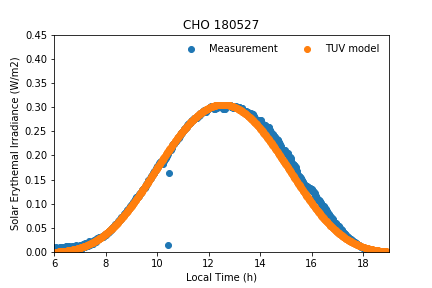 CHO 180527
Measurement TUV model
Solar Erythemal Irradiance (W/m2)
0.45
0.40
0.35
0.30
0.25
0.20
0.15
0.10
0.05
0.00
6 8 10 12 14 16 18
Local Time (h)